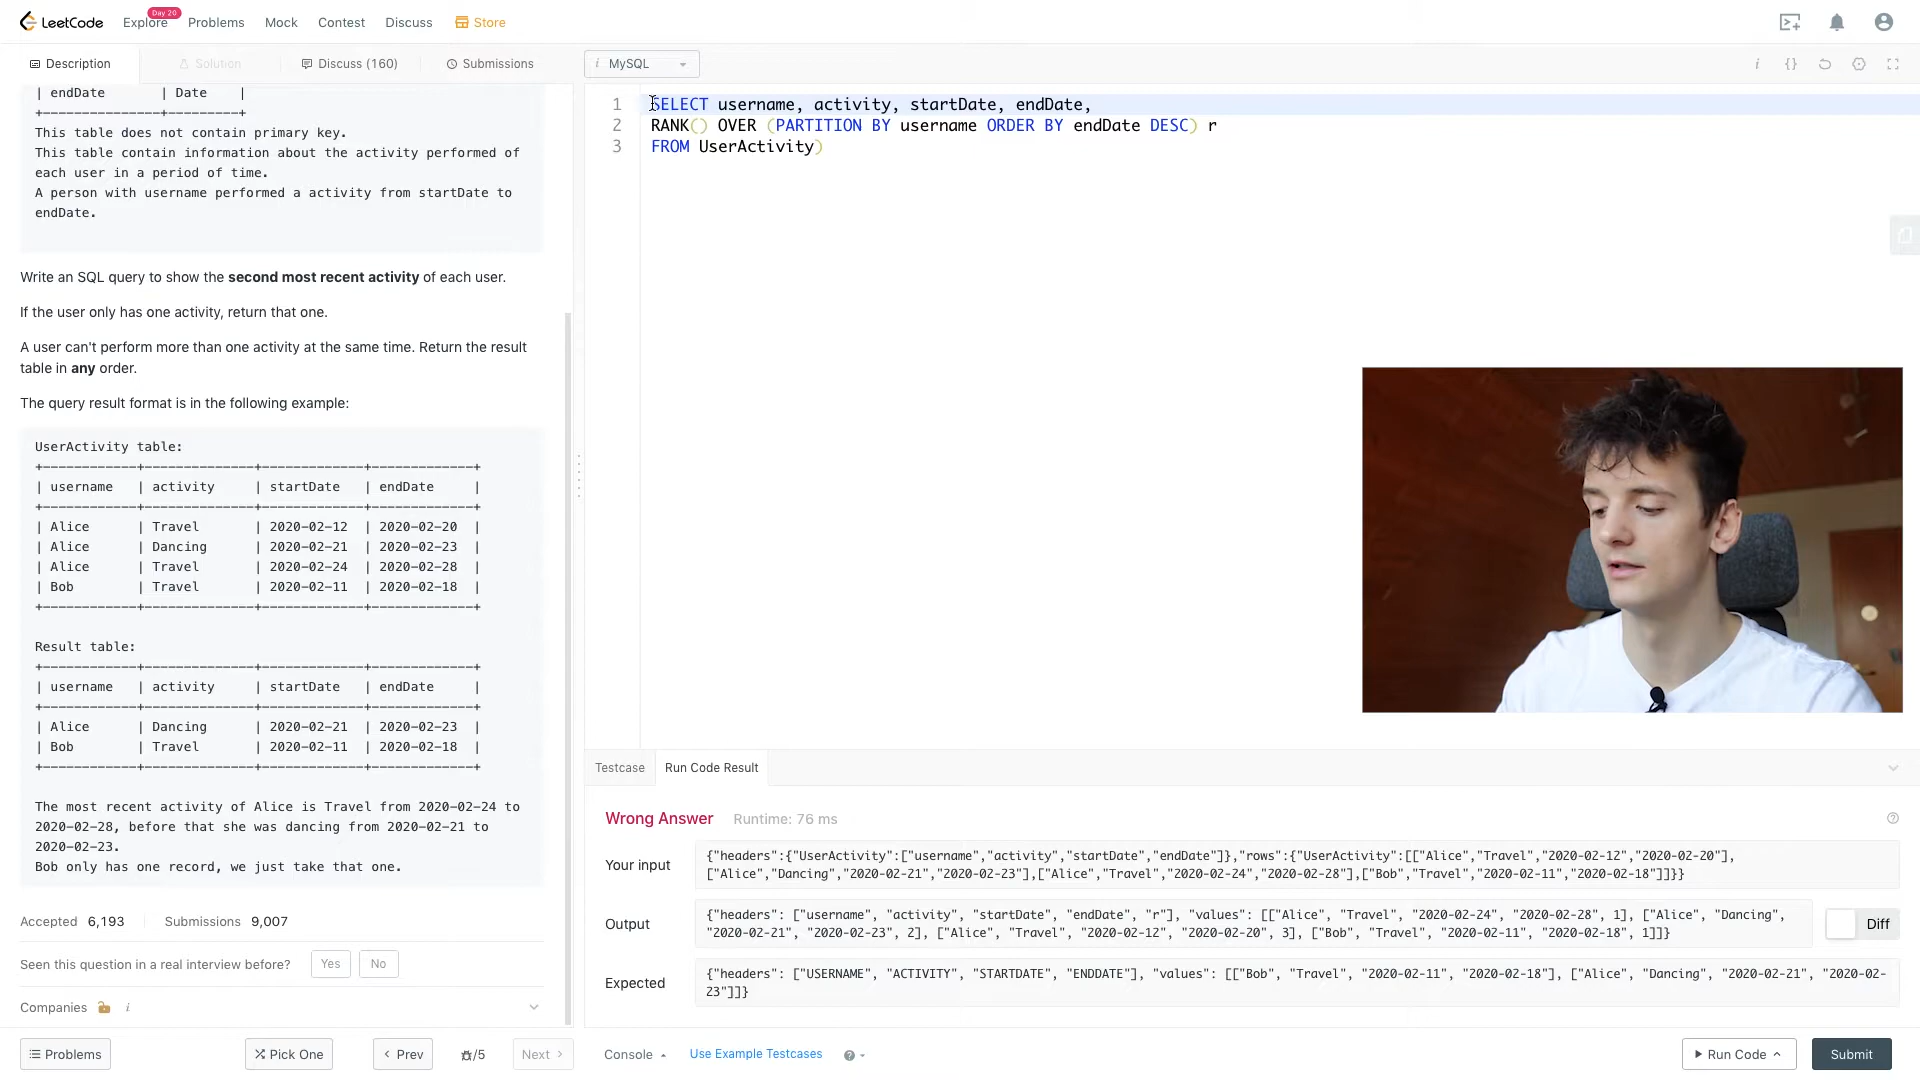 LeetCode
Explore
Day 20
Problems
Mock
Contest
Discuss
Store
Description
Solution
Discuss (160)
Submissions
i MySQL
i {}
| endDate | Date |
+---------------+---------+
This table does not contain primary key.
This table contain information about the activity performed of
each user in a period of time.
A person with username performed a activity from startDate to
endDate.
Write an SQL query to show the second most recent activity of each user.
If the user only has one activity, return that one.
A user can't perform more than one activity at the same time. Return the result
table in any order.
The query result format is in the following example:
UserActivity table:
+------------+--------------+-------------+-------------+
| username | activity | startDate | endDate |
+------------+--------------+-------------+-------------+
| Alice | Travel | 2020-02-12 | 2020-02-20 |
| Alice | Dancing | 2020-02-21 | 2020-02-23 |
| Alice | Travel | 2020-02-24 | 2020-02-28 |
| Bob | Travel | 2020-02-11 | 2020-02-18 |
+------------+--------------+-------------+-------------+
Result table:
+------------+--------------+-------------+-------------+
| username | activity | startDate | endDate |
+------------+--------------+-------------+-------------+
| Alice | Dancing | 2020-02-21 | 2020-02-23 |
| Bob | Travel | 2020-02-11 | 2020-02-18 |
+------------+--------------+-------------+-------------+
The most recent activity of Alice is Travel from 2020-02-24 to
2020-02-28, before that she was dancing from 2020-02-21 to
2020-02-23.
Bob only has one record, we just take that one.
Accepted 6,193 Submissions 9,007
Seen this question in a real interview before? Yes No
Companies i
Problems
Pick One
< Prev
/5
Next >
1 SELECT username, activity, startDate, endDate,
2 RANK() OVER (PARTITION BY username ORDER BY endDate DESC) r
3 FROM UserActivity)
Testcase
Run Code Result
Wrong Answer Runtime: 76 ms
Your input
{"headers":{"UserActivity":["username","activity","startDate","endDate"]},"rows":{"UserActivity":[["Alice","Travel","2020-02-12","2020-02-20"],
["Alice","Dancing","2020-02-21","2020-02-23"],["Alice","Travel","2020-02-24","2020-02-28"],["Bob","Travel","2020-02-11","2020-02-18"]]}}
Output
{"headers": ["username", "activity", "startDate", "endDate", "r"], "values": [["Alice", "Travel", "2020-02-24", "2020-02-28", 1], ["Alice", "Dancing",
"2020-02-21", "2020-02-23", 2], ["Alice", "Travel", "2020-02-12", "2020-02-20", 3], ["Bob", "Travel", "2020-02-11", "2020-02-18", 1]]}
Diff
Expected
{"headers": ["USERNAME", "ACTIVITY", "STARTDATE", "ENDDATE"], "values": [["Bob", "Travel", "2020-02-11", "2020-02-18"], ["Alice", "Dancing", "2020-02-21", "2020-02-
23"]]}
Console
Use Example Testcases
?
Run Code
Submit